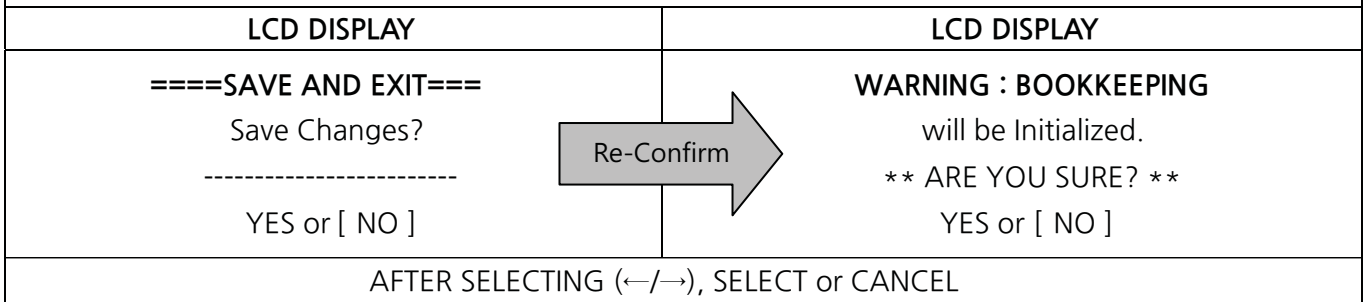 LCD DISPLAY
====SAVE AND EXIT===
Save Changes?
-------------------------
YES or [ NO ]
Re-Confirm
LCD DISPLAY
WARNING : BOOKKEEPING
will be Initialized.
** ARE YOU SURE? **
YES or [ NO ]
AFTER SELECTING (←/→), SELECT or CANCEL